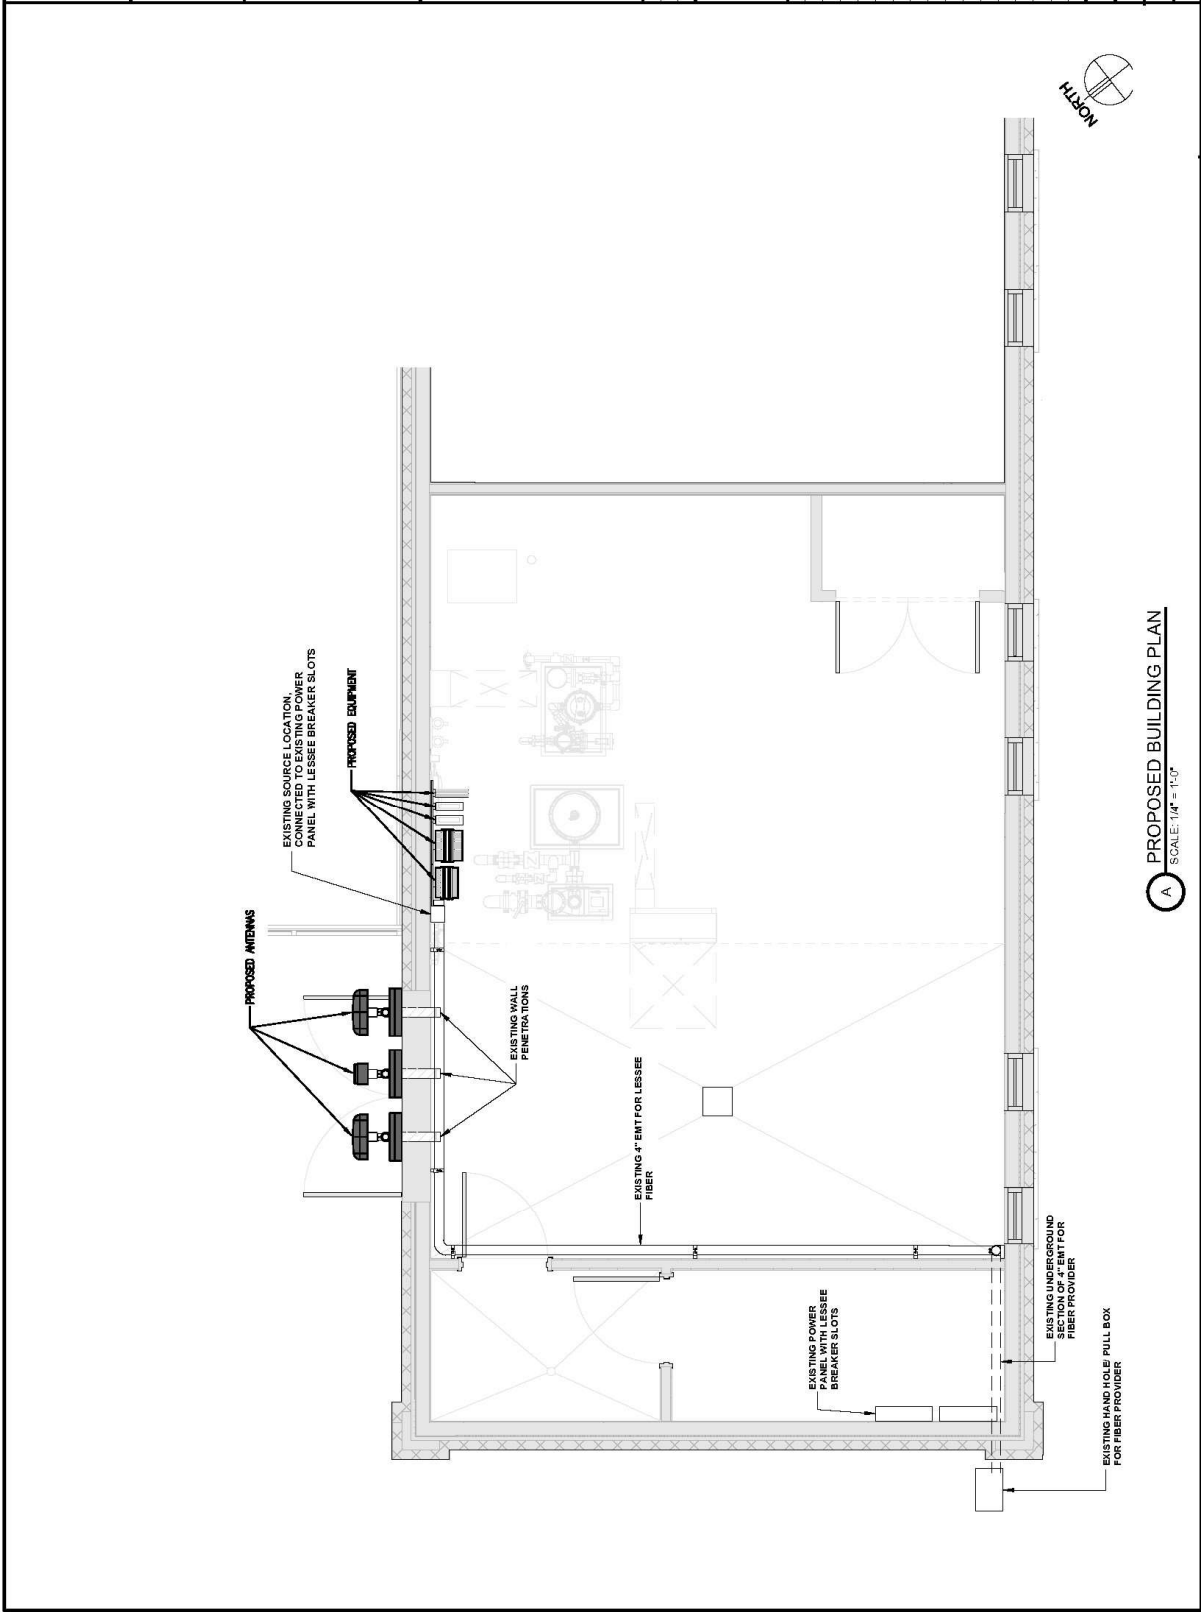 NORTH
EXISTING SOURCE LOCATION,
CONNECTED TO EXISTING POWER
PANEL WITH LESSEE BREAKER SLOTS
PROPOSED EQUIPMENT
PROPOSED ANTENNAS
EXISTING WALL
PENETRATIONS
EXISTING 4" EMT FOR LESSEE
FIBER
EXISTING POWER
PANEL WITH LESSEE
BREAKER SLOTS
EXISTING UNDERGROUND
SECTION OF 4" EMT FOR
FIBER PROVIDER
EXISTING HAND HOLE/ PULL BOX
FOR FIBER PROVIDER
A
PROPOSED BUILDING PLAN
SCALE: 1/4" = 1'-0"